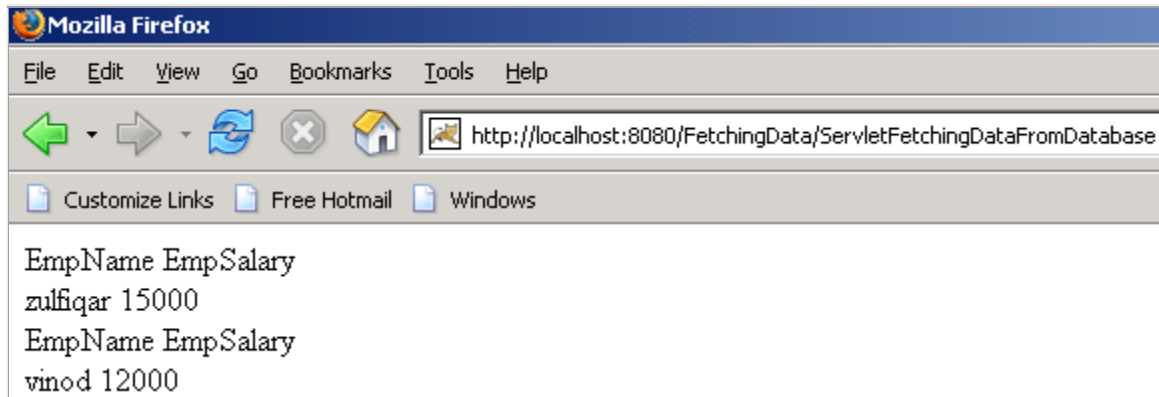 Mozilla Firefox
File Edit View Go Bookmarks Tools Help
http://localhost:8080/FetchingData/ServletFetchingDataFromDatabase
Customize Links Free Hotmail Windows
EmpName EmpSalary
zulfiqar 15000
EmpName EmpSalary
vinod 12000